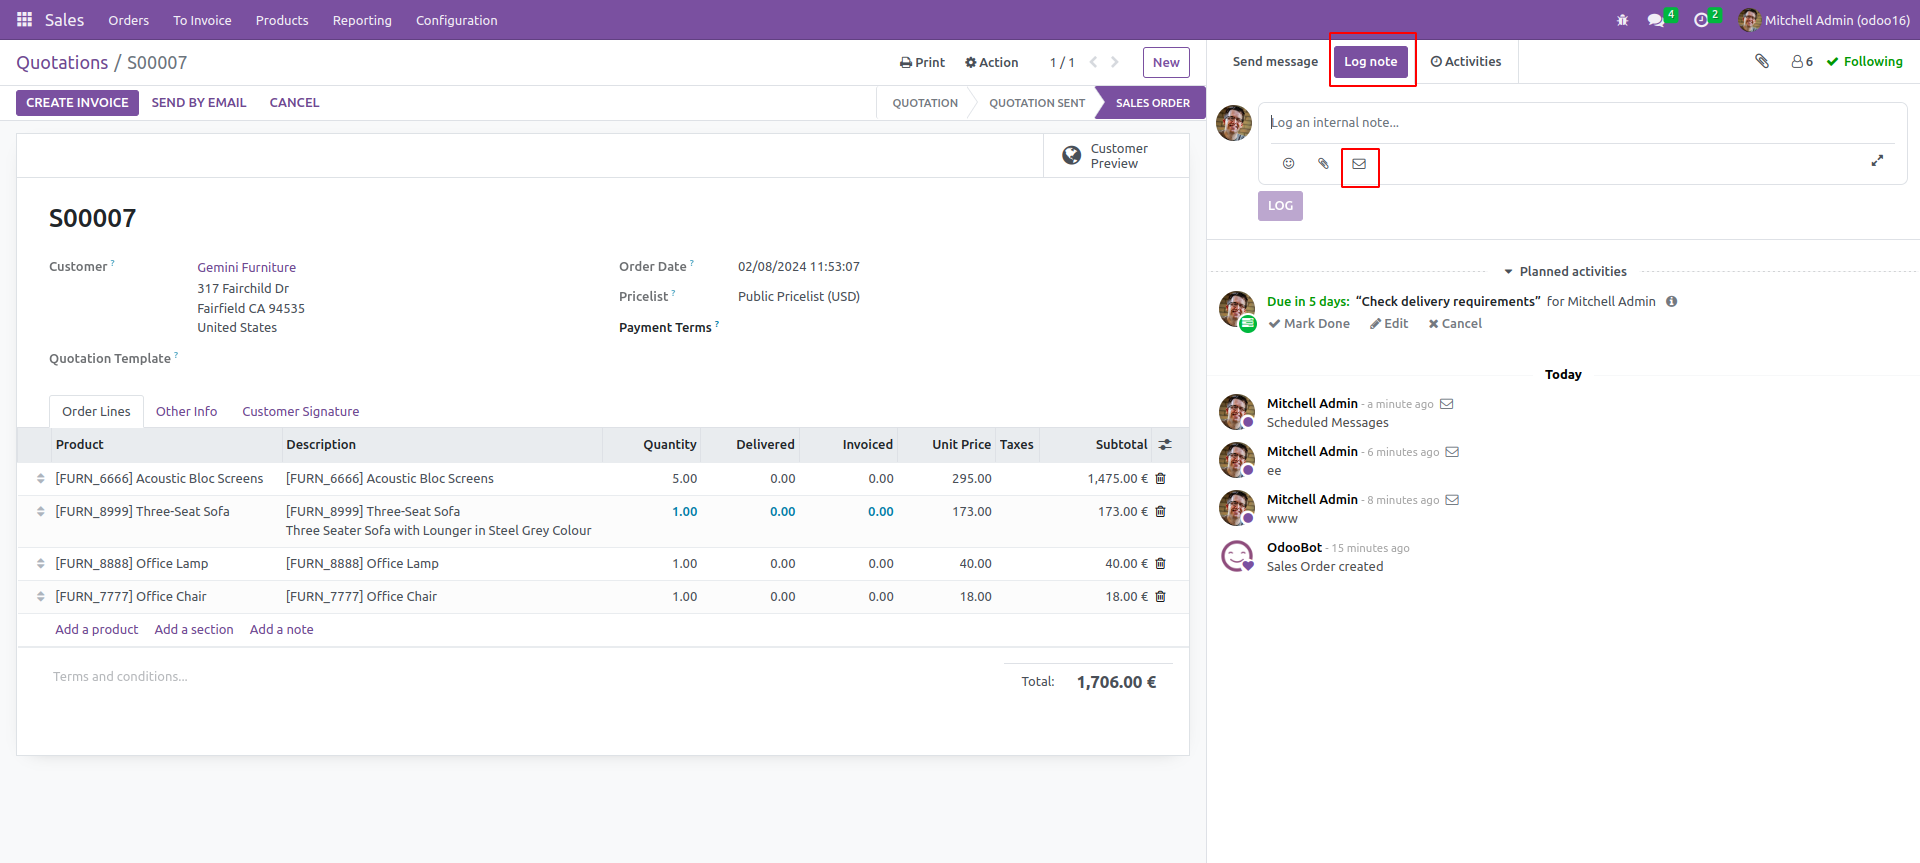 Sales Orders To Invoice Products Reporting Configuration 4 2 Mitchell Admin (odoo16)
Quotations / S00007 Print Action 1 / 1 New
CREATE INVOICE SEND BY EMAIL CANCEL QUOTATION QUOTATION SENT SALES ORDER
Customer
Preview
S00007
Customer ? Gemini Furniture
317 Fairchild Dr
Fairfield CA 94535
United States
Order Date ? 02/08/2024 11:53:07
Pricelist ? Public Pricelist (USD)
Payment Terms ?
Quotation Template ?
Order Lines Other Info Customer Signature
Product Description Quantity Delivered Invoiced Unit Price Taxes Subtotal
[FURN_6666] Acoustic Bloc Screens [FURN_6666] Acoustic Bloc Screens 5.00 0.00 0.00 295.00 1,475.00 €
[FURN_8999] Three-Seat Sofa [FURN_8999] Three-Seat Sofa 1.00 0.00 0.00 173.00 173.00 €
Three Seater Sofa with Lounger in Steel Grey Colour
[FURN_8888] Office Lamp [FURN_8888] Office Lamp 1.00 0.00 0.00 40.00 40.00 €
[FURN_7777] Office Chair [FURN_7777] Office Chair 1.00 0.00 0.00 18.00 18.00 €
Add a product Add a section Add a note
Terms and conditions...
Total: 1,706.00 €
Send message Log note Activities 6 Following
Log an internal note...
LOG
Planned activities
Due in 5 days: “Check delivery requirements” for Mitchell Admin
Mark Done Edit Cancel
Today
Mitchell Admin - a minute ago
Scheduled Messages
Mitchell Admin - 6 minutes ago
ee
Mitchell Admin - 8 minutes ago
www
OdooBot - 15 minutes ago
Sales Order created